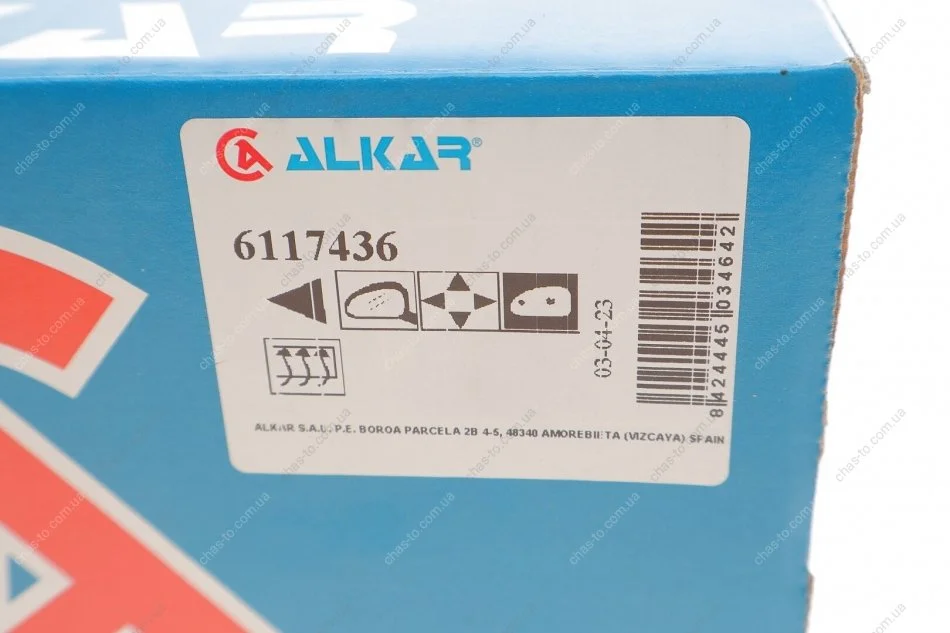 ALKAR®
6117436
03-04-23
8 424445 034642
ALKAR S.A.U. P.E. BOROA PARCELA 2B 4-5, 48340 AMOREBIETA (VIZCAYA) SPAIN
chas-to.com.ua